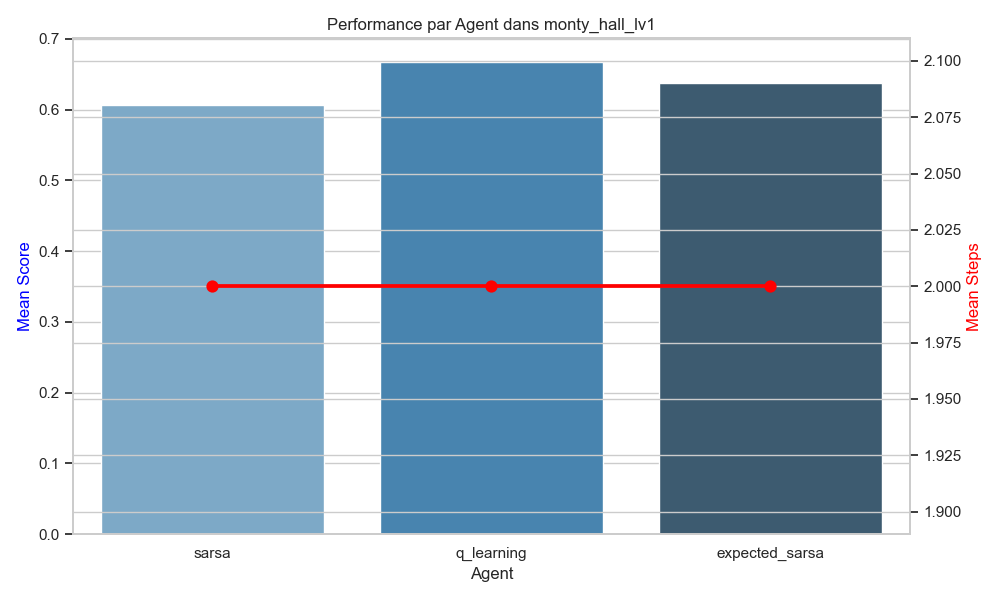 Performance par Agent dans monty_hall_lv1
0.7
0.6
0.5
0.4
0.3
0.2
0.1
0.0
Mean Score
2.100
2.075
2.050
2.025
2.000
1.975
1.950
1.925
1.900
Mean Steps
sarsa
q_learning
expected_sarsa
Agent